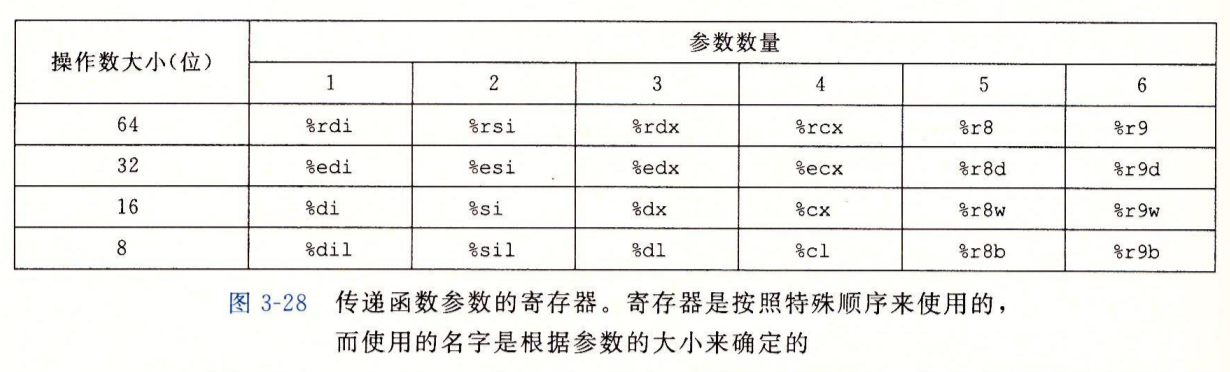 操作数大小(位) 参数数量
1 2 3 4 5 6
64 %rdi %rsi %rdx %rcx %r8 %r9
32 %edi %esi %edx %ecx %r8d %r9d
16 %di %si %dx %cx %r8w %r9w
8 %dil %sil %dl %cl %r8b %r9b
图 3-28 传递函数参数的寄存器。寄存器是按照特殊顺序来使用的，
而使用的名字是根据参数的大小来确定的